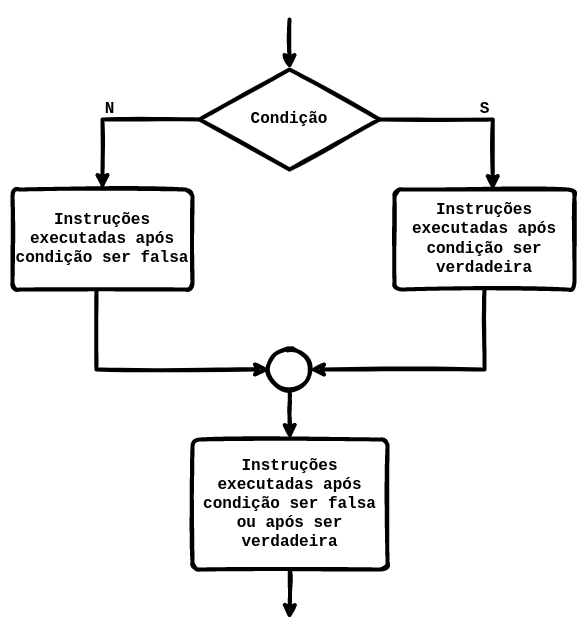 Condição
N
S
Instruções
executadas após
condição ser falsa
Instruções
executadas após
condição ser
verdadeira
Instruções
executadas após
condição ser falsa
ou após ser
verdadeira